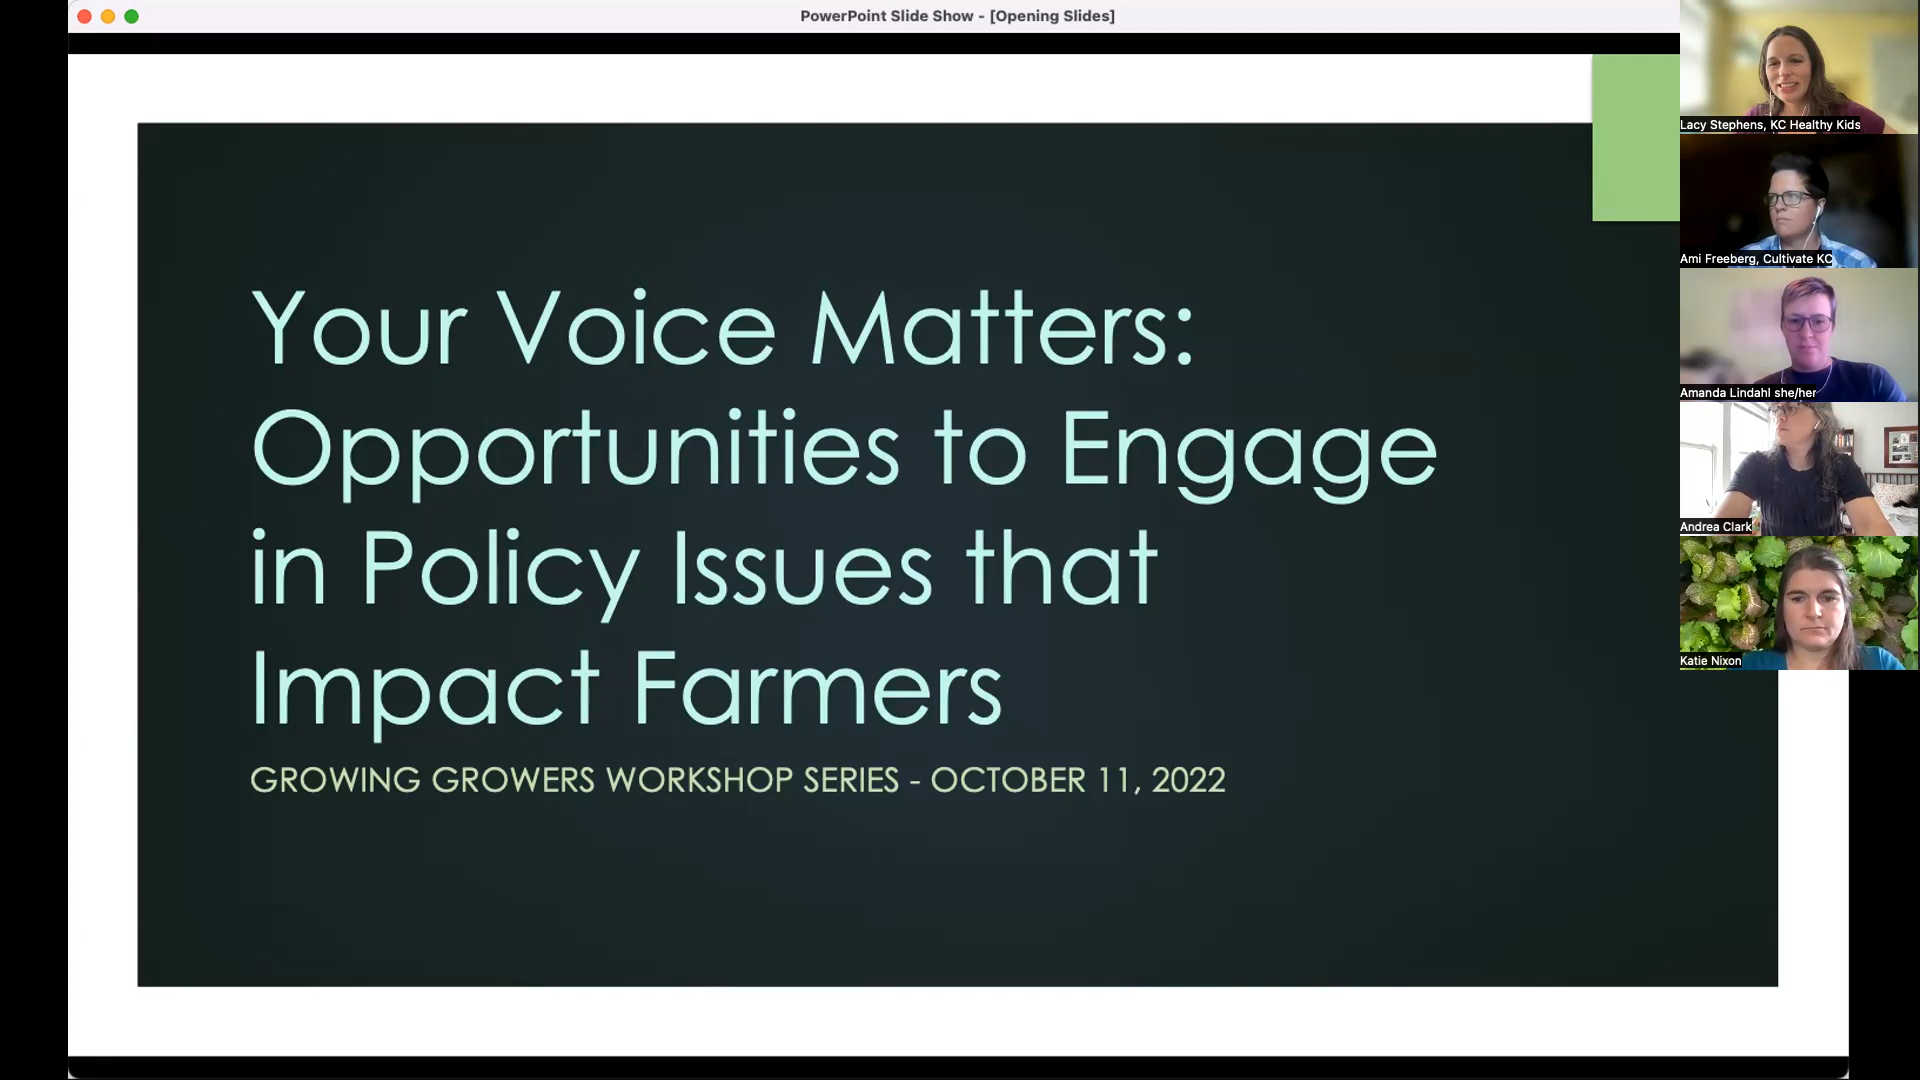 PowerPoint Slide Show - [Opening Slides]
Your Voice Matters:
Opportunities to Engage
in Policy Issues that
Impact Farmers
GROWING GROWERS WORKSHOP SERIES - OCTOBER 11, 2022
Lacy Stephens, KC Healthy Kids
Ami Freeberg, Cultivate KC
Amanda Lindahl she/her
Andrea Clark
Katie Nixon